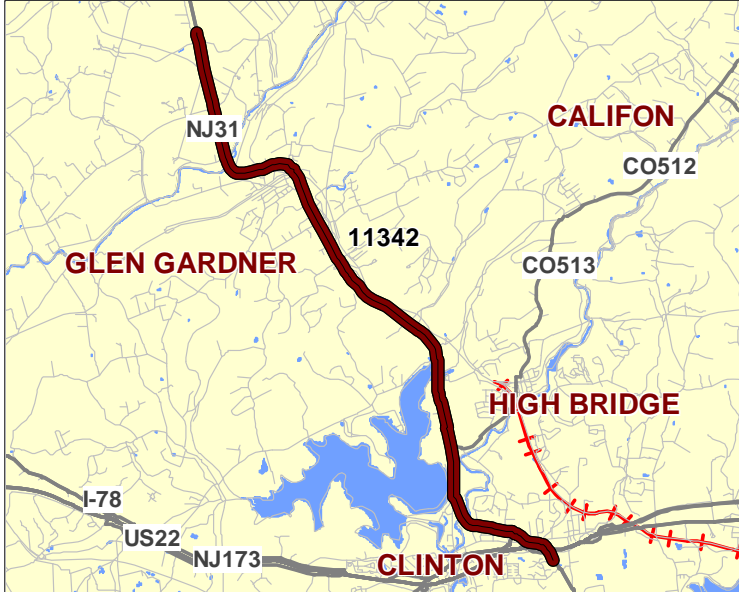 CALIFON
NJ31
CO512
11342
GLEN GARDNER
CO513
HIGH BRIDGE
I-78
US22
NJ173
CLINTON